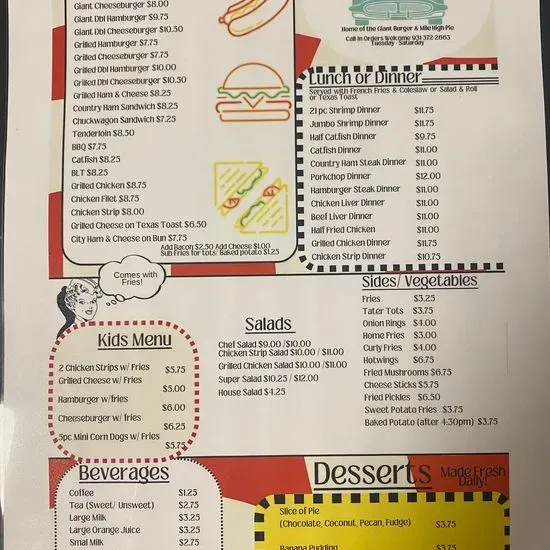 Giant Cheeseburger $8.00
Giant Dbl Hamburger $9.75
Giant Dbl Cheeseburger $10.50
Grilled Hamburger $7.75
Grilled Cheeseburger $7.75
Grilled Dbl Hamburger $10.00
Grilled Dbl Cheeseburger $10.50
Grilled Ham & Cheese $8.25
Country Ham Sandwich $8.25
Chuckwagon Sandwich $7.25
Tenderloin $8.50
BBQ $7.75
Catfish $8.25
BLT $8.25
Grilled Chicken $8.75
Chicken Filet $8.75
Chicken Strip $8.00
Grilled Cheese on Texas Toast $6.50
City Ham & Cheese on Bun $7.75
Add Bacon $2.50 Add Cheese $1.00
Sub Fries for tots/ Baked potato $1.25
Home of the Giant Burger & Mile High Pie
Call in Orders Welcome 931 372-2663
Tuesday - Saturday
Lunch or Dinner
Served with French Fries & Coleslaw or Salad & Roll
or Texas Toast
21 pc Shrimp Dinner $11.75
Jumbo Shrimp Dinner $11.75
Half Catfish Dinner $9.75
Catfish Dinner $11.00
Country Ham Steak Dinner $11.00
Porkchop Dinner $12.00
Hamburger Steak Dinner $11.00
Chicken Liver Dinner $11.00
Beef Liver Dinner $11.00
Half Fried Chicken $11.00
Grilled Chicken Dinner $11.75
Chicken Strip Dinner $10.75
Comes with
Fries!
Kids Menu
2 Chicken Strips w/ Fries $5.75
Grilled Cheese w/ Fries
$5.00
Hamburger w/fries
$6.00
Cheeseburger w/ fries
$6.25
5pc Mini Corn Dogs w/ Fries
$5.75
Salads
Chef Salad $9.00 /$10.00
Chicken Strip Salad $10.00 / $11.00
Grilled Chicken Salad $10.00 / $11.00
Super Salad $10.25 / $12.00
House Salad $4.25
Sides/ Vegetables
Fries $3.25
Tater Tots $3.75
Onion Rings $4.00
Home Fries $3.00
Curly Fries $4.00
Hotwings $6.75
Fried Mushrooms $6.75
Cheese Sticks $5.75
Fried Pickles $6.50
Sweet Potato Fries $3.75
Baked Potato (after 4:30pm) $3.75
Beverages
Coffee $1.25
Tea (Sweet/ Unsweet) $2.75
Large Milk $3.25
Large Orange Juice $3.25
Smal Milk $2.75
Desserts
Made Fresh
Daily!
Slice of Pie
(Chocolate, Coconut, Pecan, Fudge) $3.75
Banana Pudding $3.75